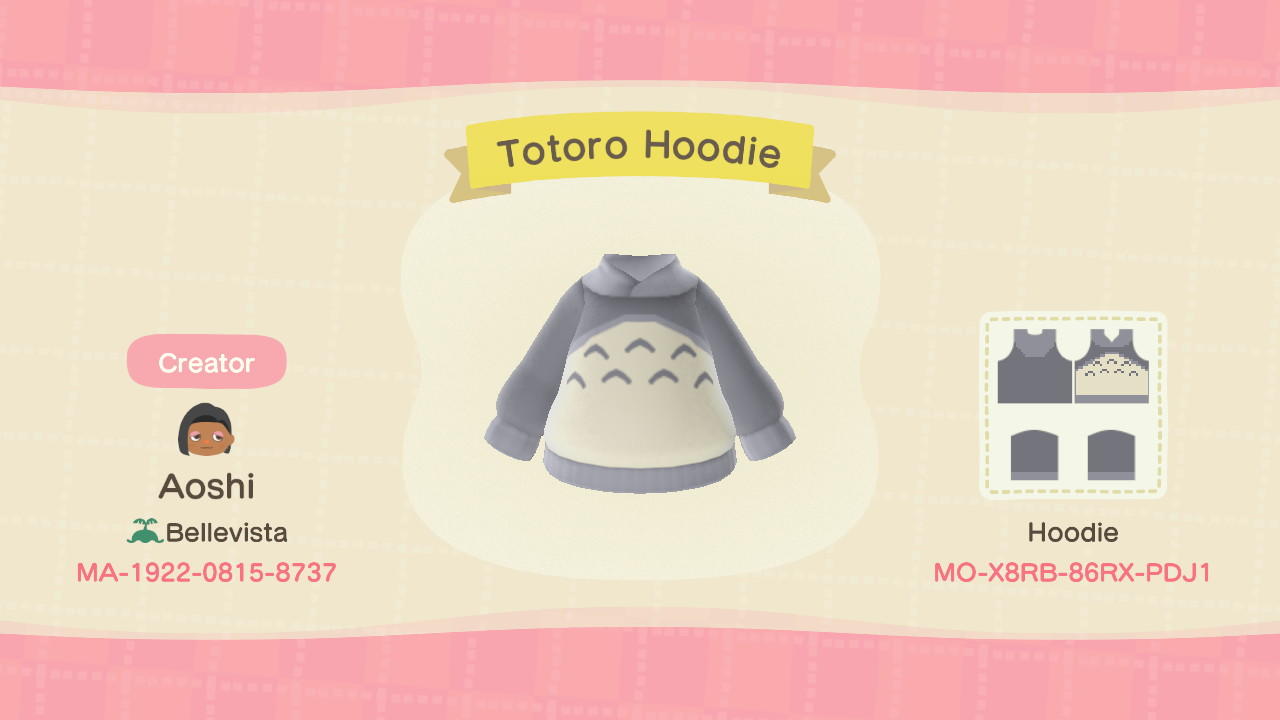 Totoro Hoodie
Creator
Aoshi
Bellevista
MA-1922-0815-8737
Hoodie
MO-X8RB-86RX-PDJ1